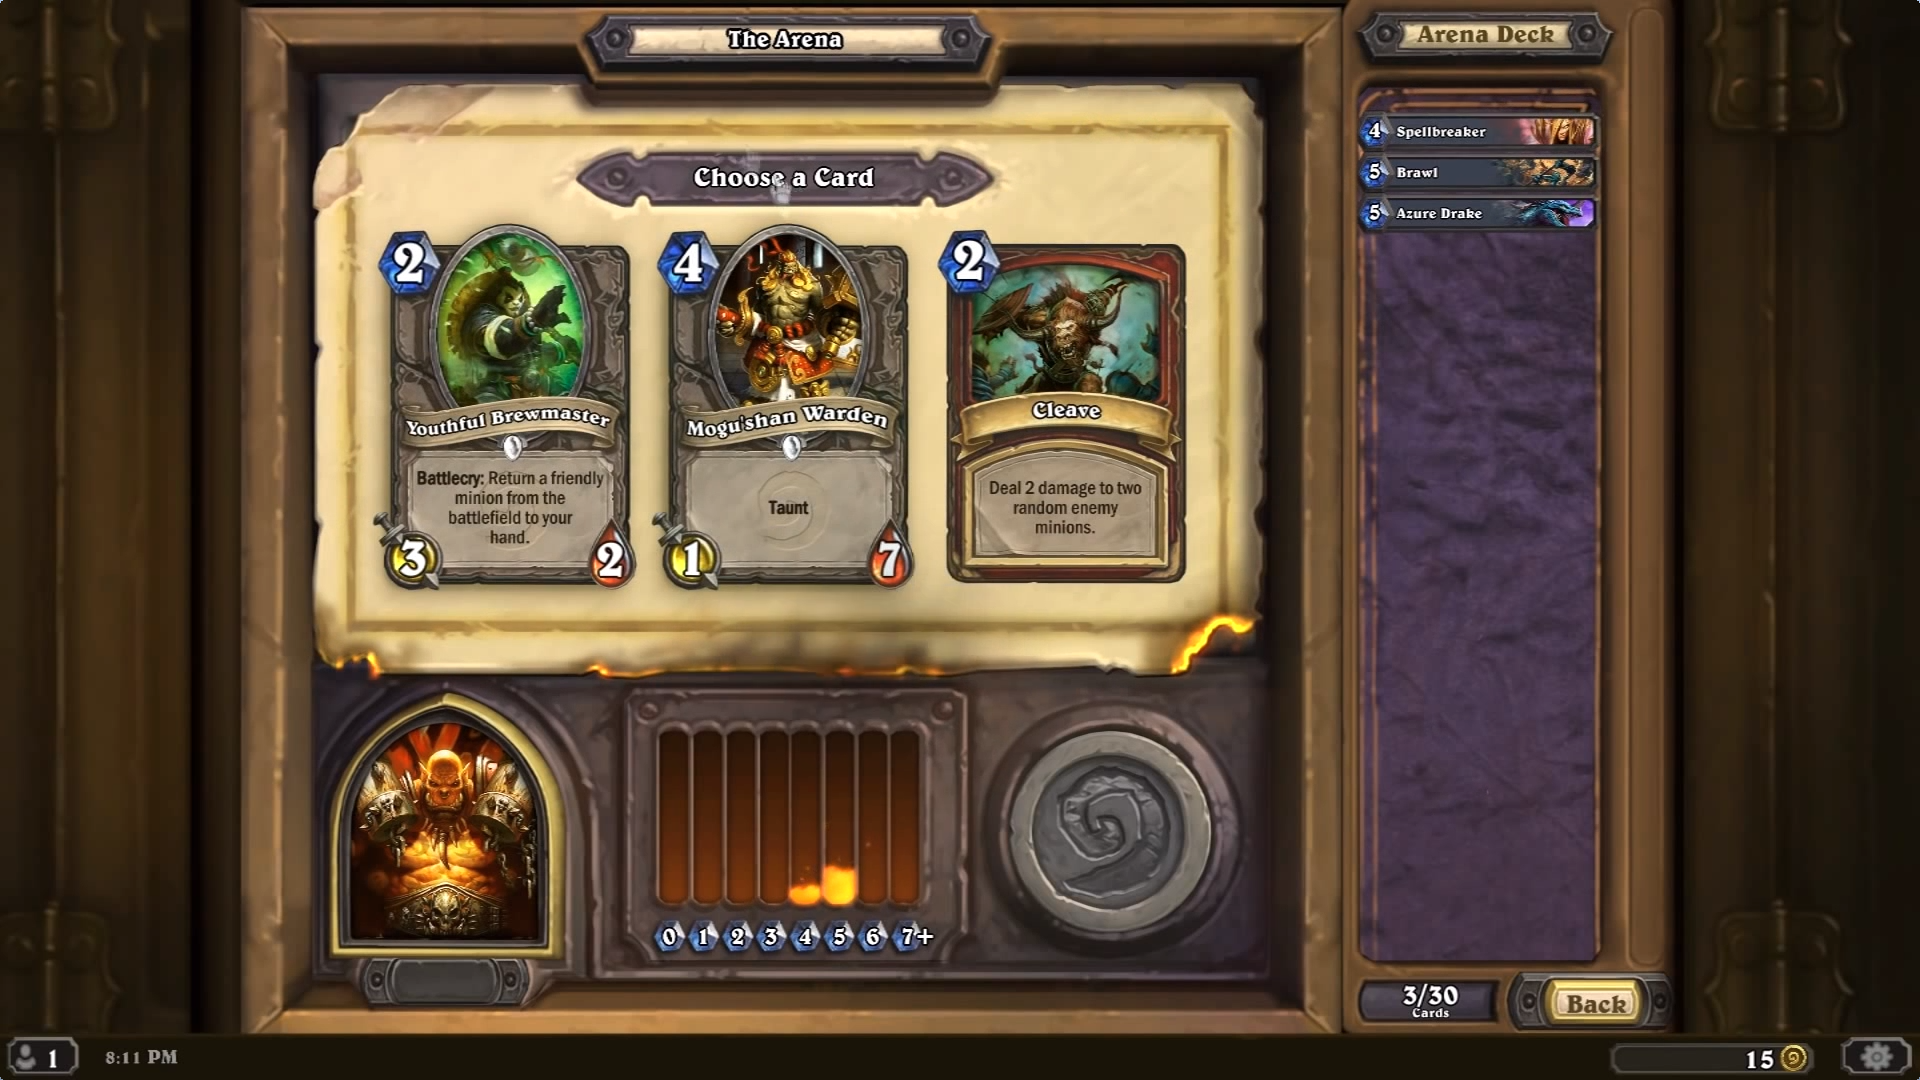 The Arena
Arena Deck
Choose a Card
4 Spellbreaker
5 Brawl
5 Azure Drake
2
Youthful Brewmaster
Battlecry: Return a friendly
minion from the
battlefield to your
hand.
3 2
4
Mogu'shan Warden
Taunt
1 7
2
Cleave
Deal 2 damage to two
random enemy
minions.
0 1 2 3 4 5 6 7+
3/30
Cards
Back
1
8:11 PM
15